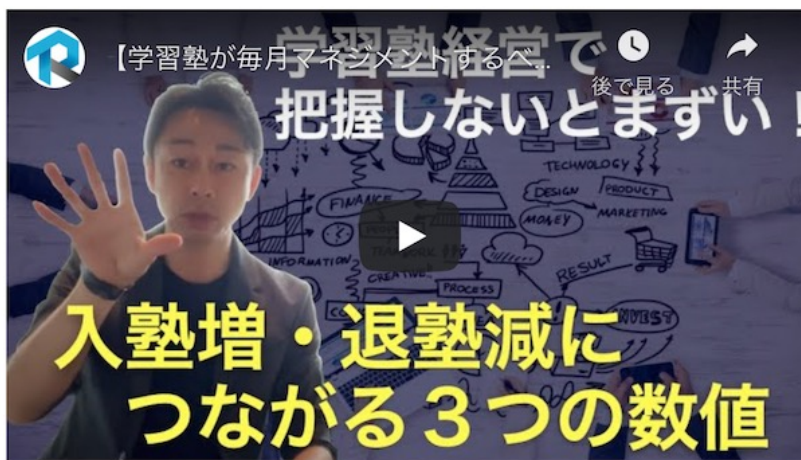 【学習塾が毎月マネジメントするべ...
学習塾経営で
後で見る
共有
把握しないとまずい！
TECHNOLOGY
DESIGN
PRODUCT
FINANCE
MONEY
MARKETING
INFORMATION
TEAMWORK
CREATIVE
RESULT
PROCESS
INVEST
入塾増・退塾減に
つながる３つの数値